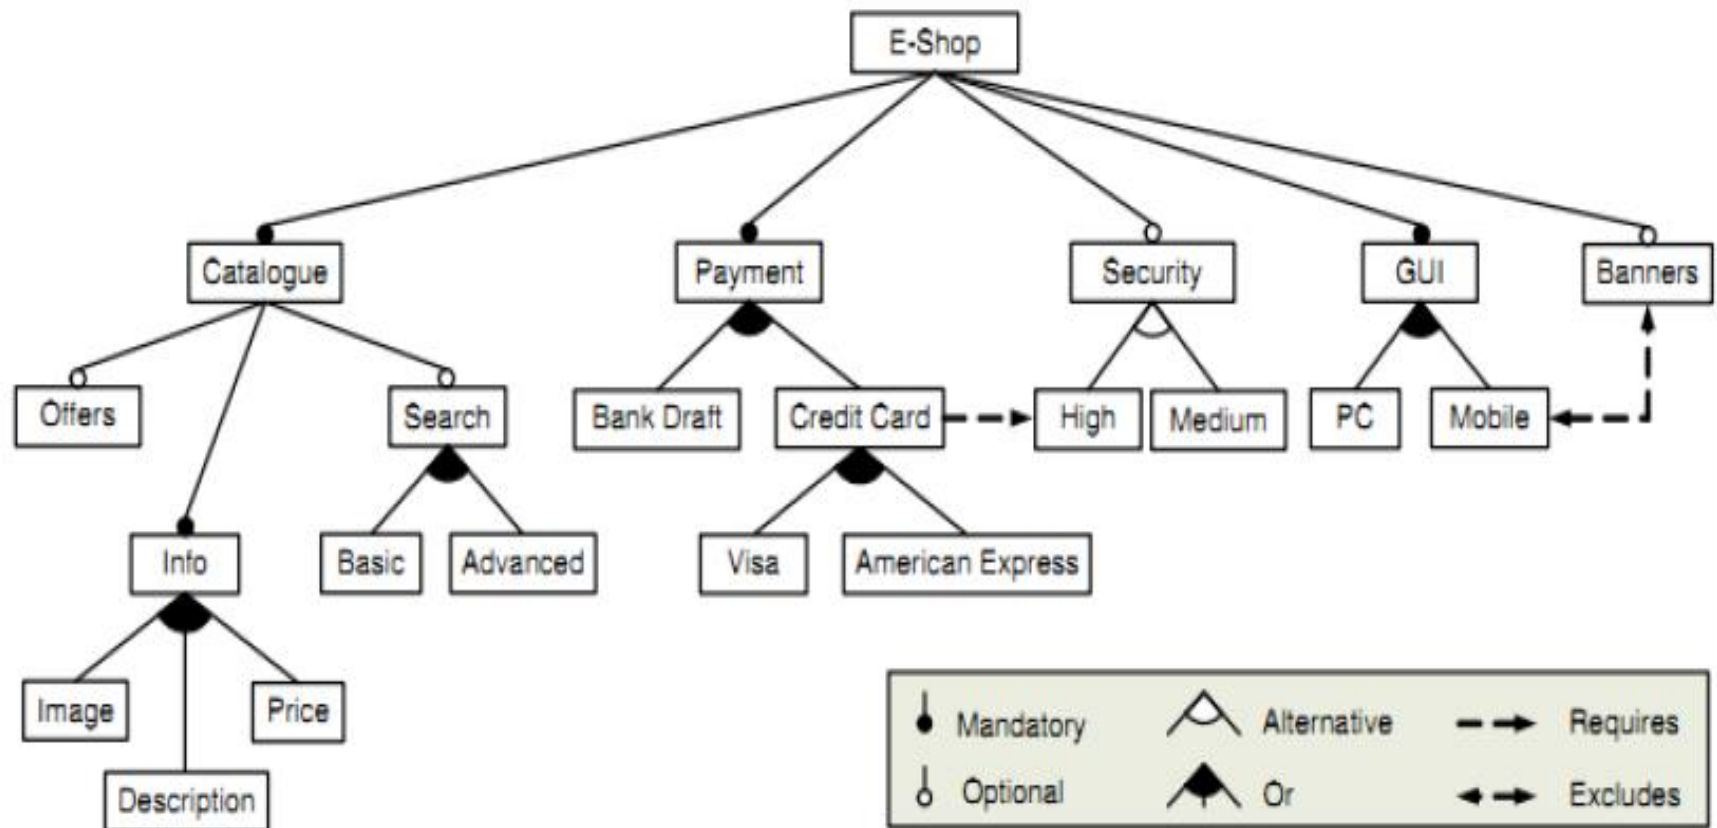 E-Shop
Catalogue
Payment
Security
GUI
Banners
Offers
Search
Bank Draft
Credit Card
High
Medium
PC
Mobile
Info
Basic
Advanced
Visa
American Express
Image
Price
Description
Mandatory
Alternative
Requires
Optional
Or
Excludes